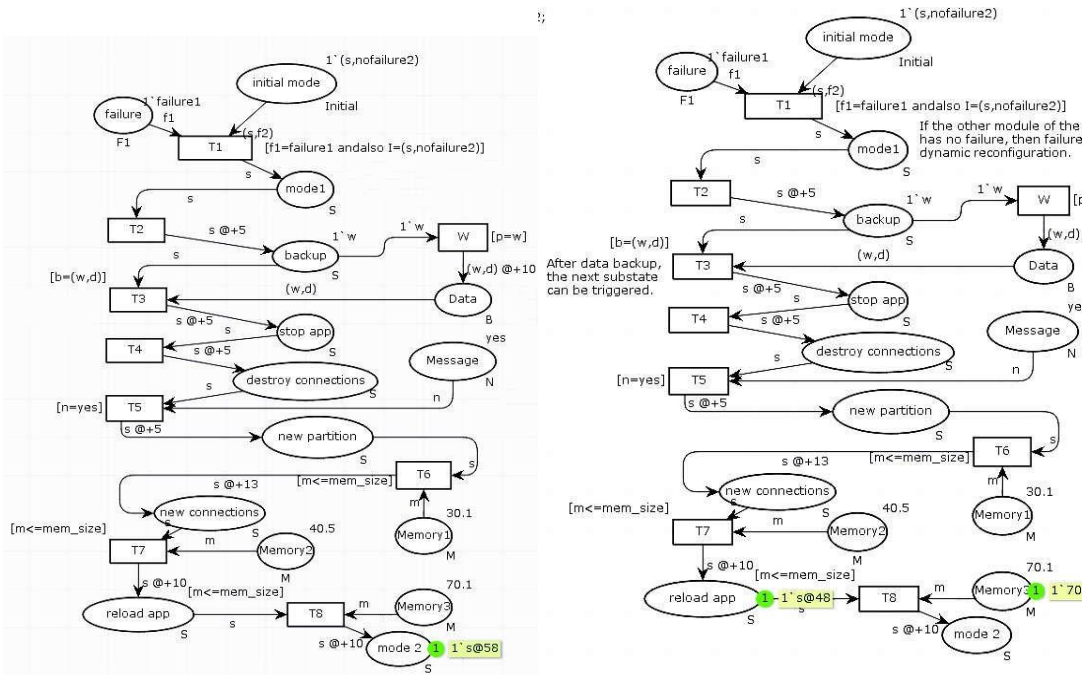 2;
1`(s,nofailure2)
initial mode
Initial
failure
1`failure1
f1
F1
(s,f2)
T1
[f1=failure1 andalso I=(s,nofailure2)]
s
mode1
S
s
T2
s @+5
1`w
1`w
backup
S
W
[p=w]
[b=(w,d)]
s
(w,d) @+10
T3
(w,d)
Data
B
s @+5
s
stop app
S
yes
T4
s @+5
Message
N
destroy connections
S
s
n
[n=yes]
T5
s @+5
new partition
S
s
T6
[m<=mem_size]
s @+13
m
new connections
S
s
30.1
Memory1
M
[m<=mem_size]
40.5
T7
m
Memory2
M
s @+10
[m<=mem_size]
70.1
reload app
S
s
T8
m
Memory3
M
s @+10
mode 2
S
1
1`s@58
1`(s,nofailure2)
initial mode
Initial
failure
1`failure1
f1
F1
(s,f2)
T1
[f1=failure1 andalso I=(s,nofailure2)]
s
mode1
S
If the other module of the
has no failure, then failure
dynamic reconfiguration.
s
T2
s @+5
1`w
1`w
backup
S
W
[p
[b=(w,d)]
s
(w,d)
After data backup,
the next substate
can be triggered.
T3
(w,d)
Data
B
s @+5
s
stop app
S
ye
T4
s @+5
Message
N
destroy connections
S
s
n
[n=yes]
T5
s @+5
new partition
S
s
T6
[m<=mem_size]
s @+13
m
new connections
S
s
30.1
Memory1
M
[m<=mem_size]
40.5
T7
m
Memory2
M
s @+10
[m<=mem_size]
70.1
reload app
S
1
1`s@48
T8
m
Memory3
M
1
1`70
s @+10
mode 2
S